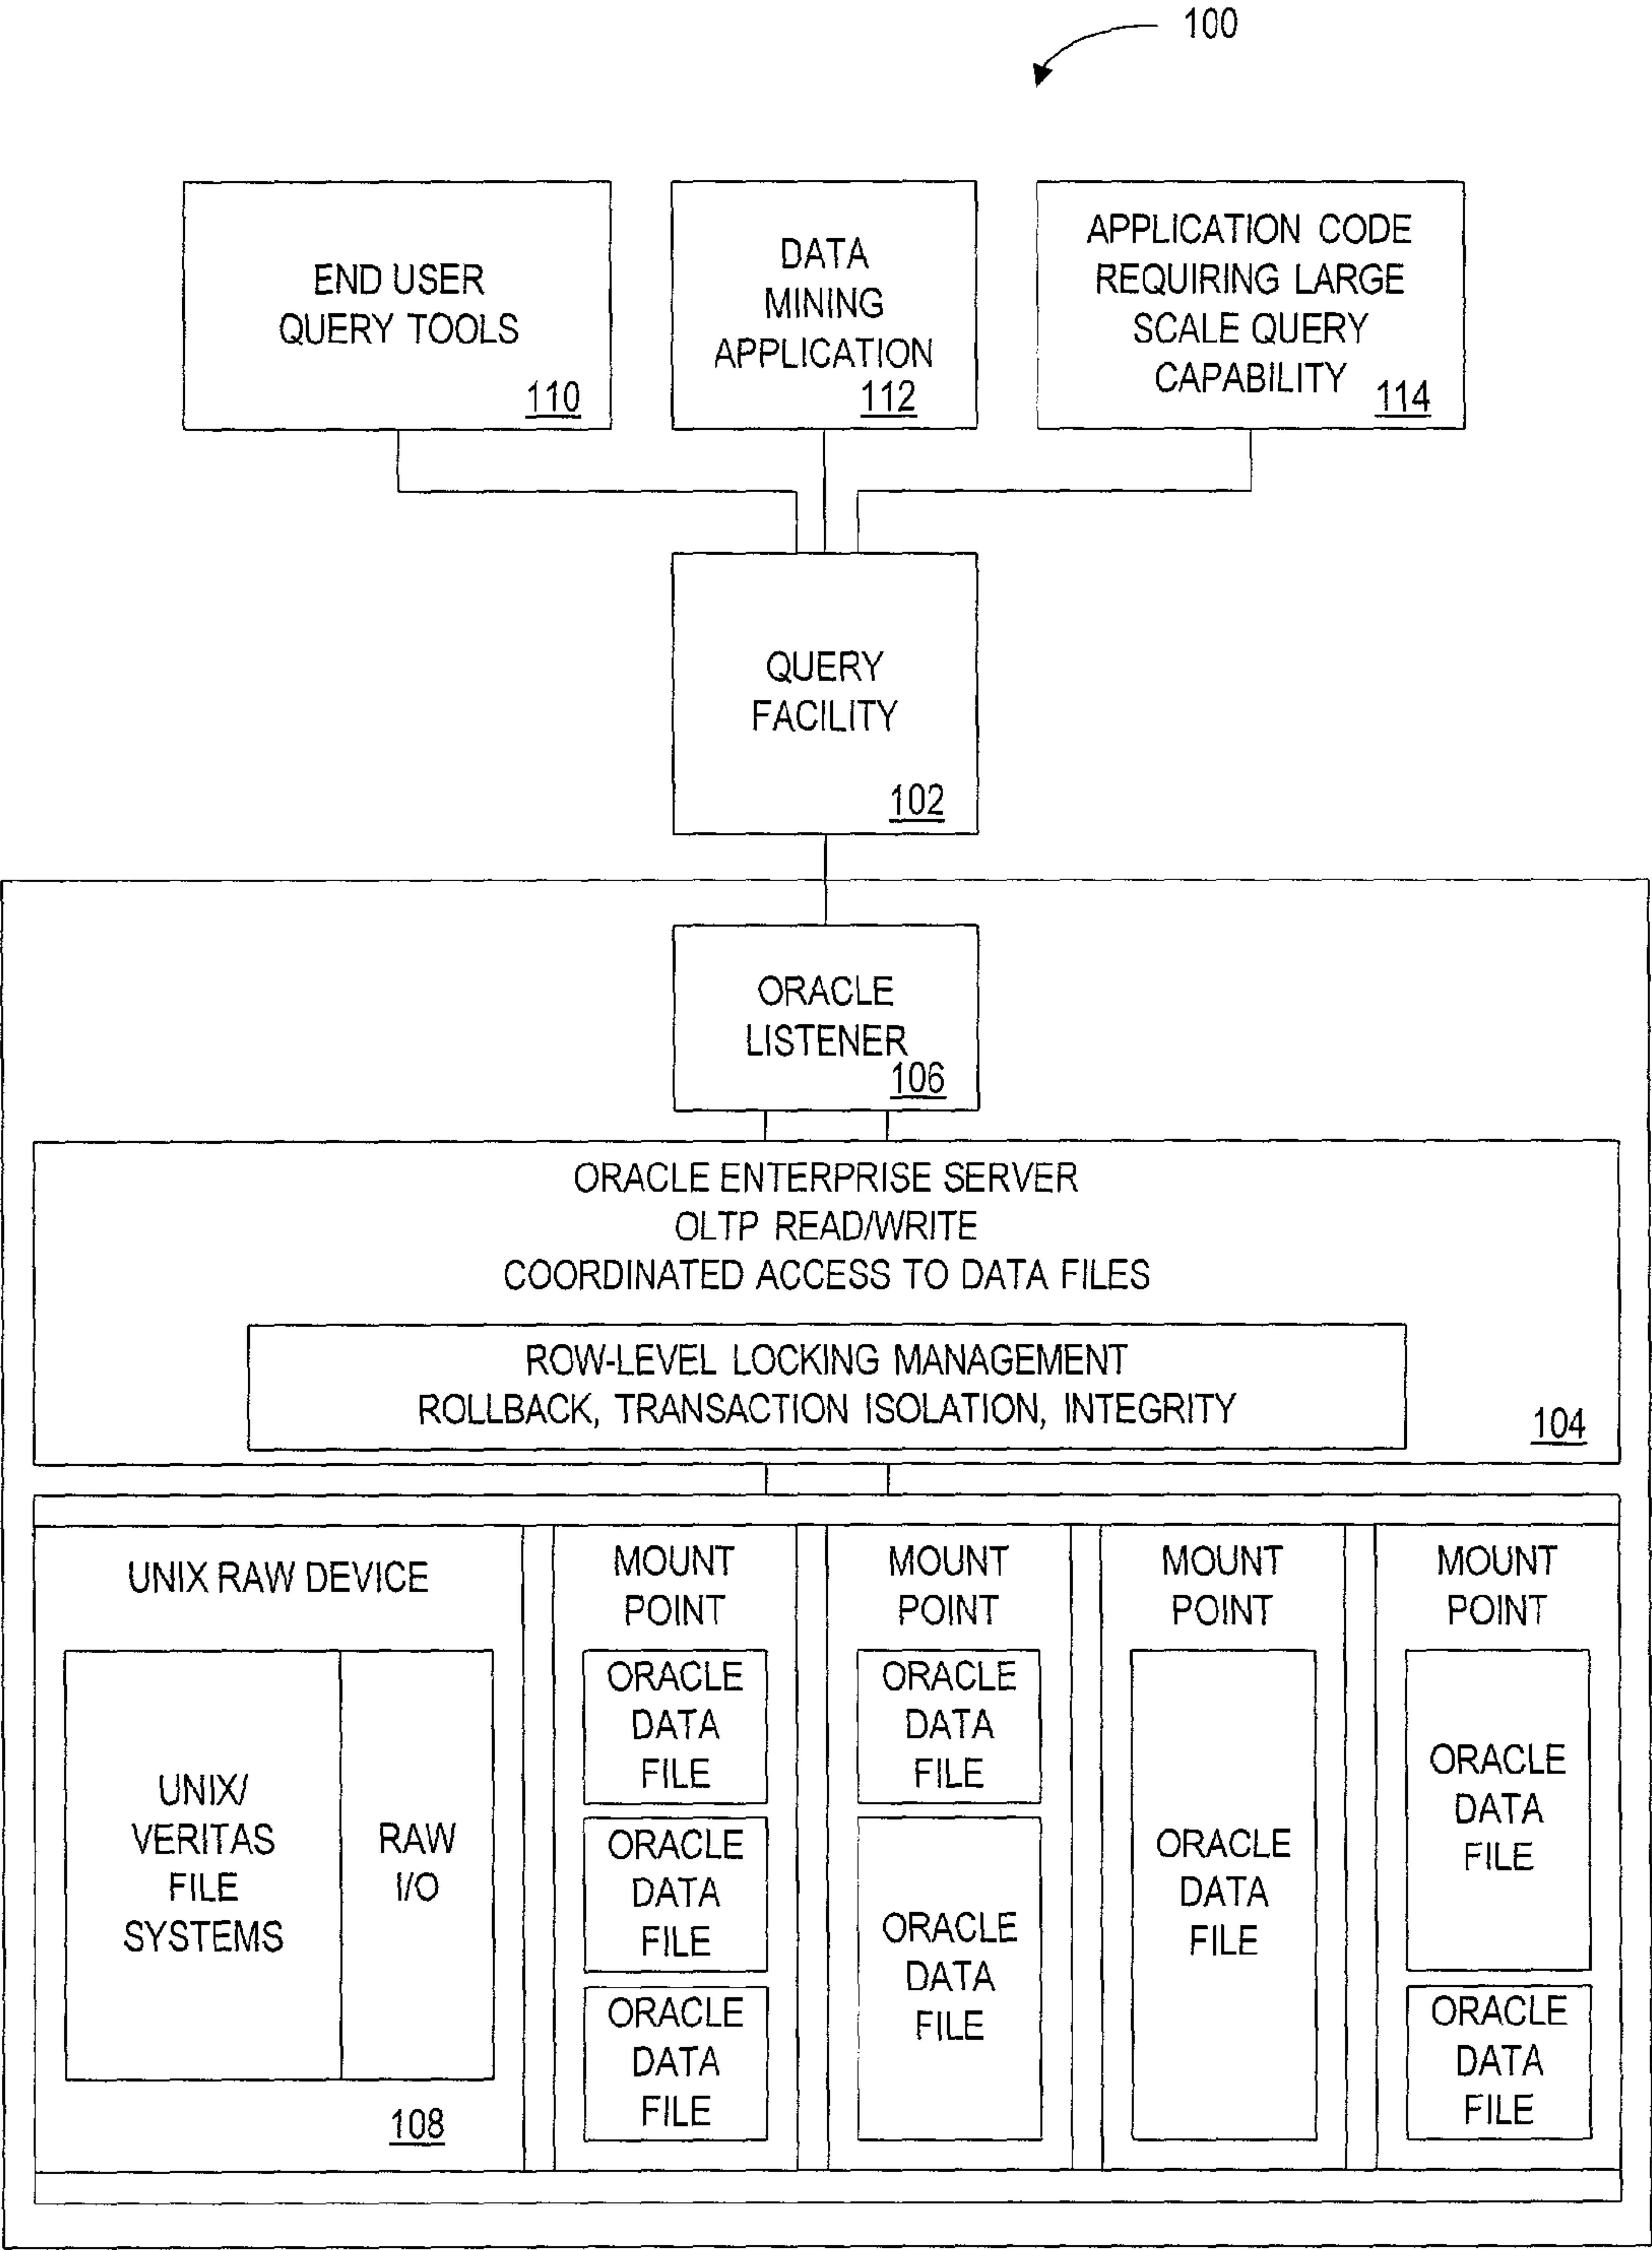 100
END USER
QUERY TOOLS
110
DATA
MINING
APPLICATION
112
APPLICATION CODE
REQUIRING LARGE
SCALE QUERY
CAPABILITY
114
QUERY
FACILITY
102
ORACLE
LISTENER
106
ORACLE ENTERPRISE SERVER
OLTP READ/WRITE
COORDINATED ACCESS TO DATA FILES
ROW-LEVEL LOCKING MANAGEMENT
ROLLBACK, TRANSACTION ISOLATION, INTEGRITY
104
UNIX RAW DEVICE
UNIX/
VERITAS
FILE
SYSTEMS
RAW
I/O
108
MOUNT
POINT
ORACLE
DATA
FILE
ORACLE
DATA
FILE
ORACLE
DATA
FILE
MOUNT
POINT
ORACLE
DATA
FILE
ORACLE
DATA
FILE
MOUNT
POINT
ORACLE
DATA
FILE
MOUNT
POINT
ORACLE
DATA
FILE
ORACLE
DATA
FILE